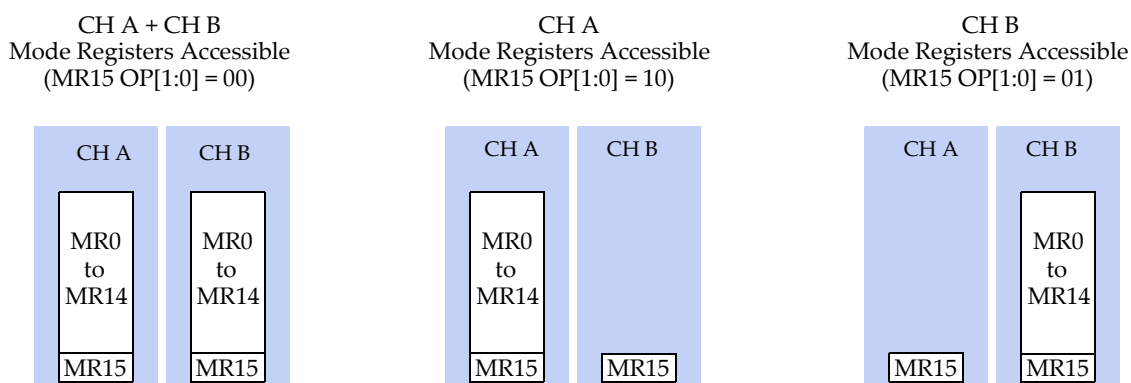 CH A + CH B
Mode Registers Accessible
(MR15 OP[1:0] = 00)
CH A
CH B
MR0
to
MR14
MR15
MR0
to
MR14
MR15
CH A
Mode Registers Accessible
(MR15 OP[1:0] = 10)
CH A
CH B
MR0
to
MR14
MR15
MR15
CH B
Mode Registers Accessible
(MR15 OP[1:0] = 01)
CH A
CH B
MR15
MR0
to
MR14
MR15